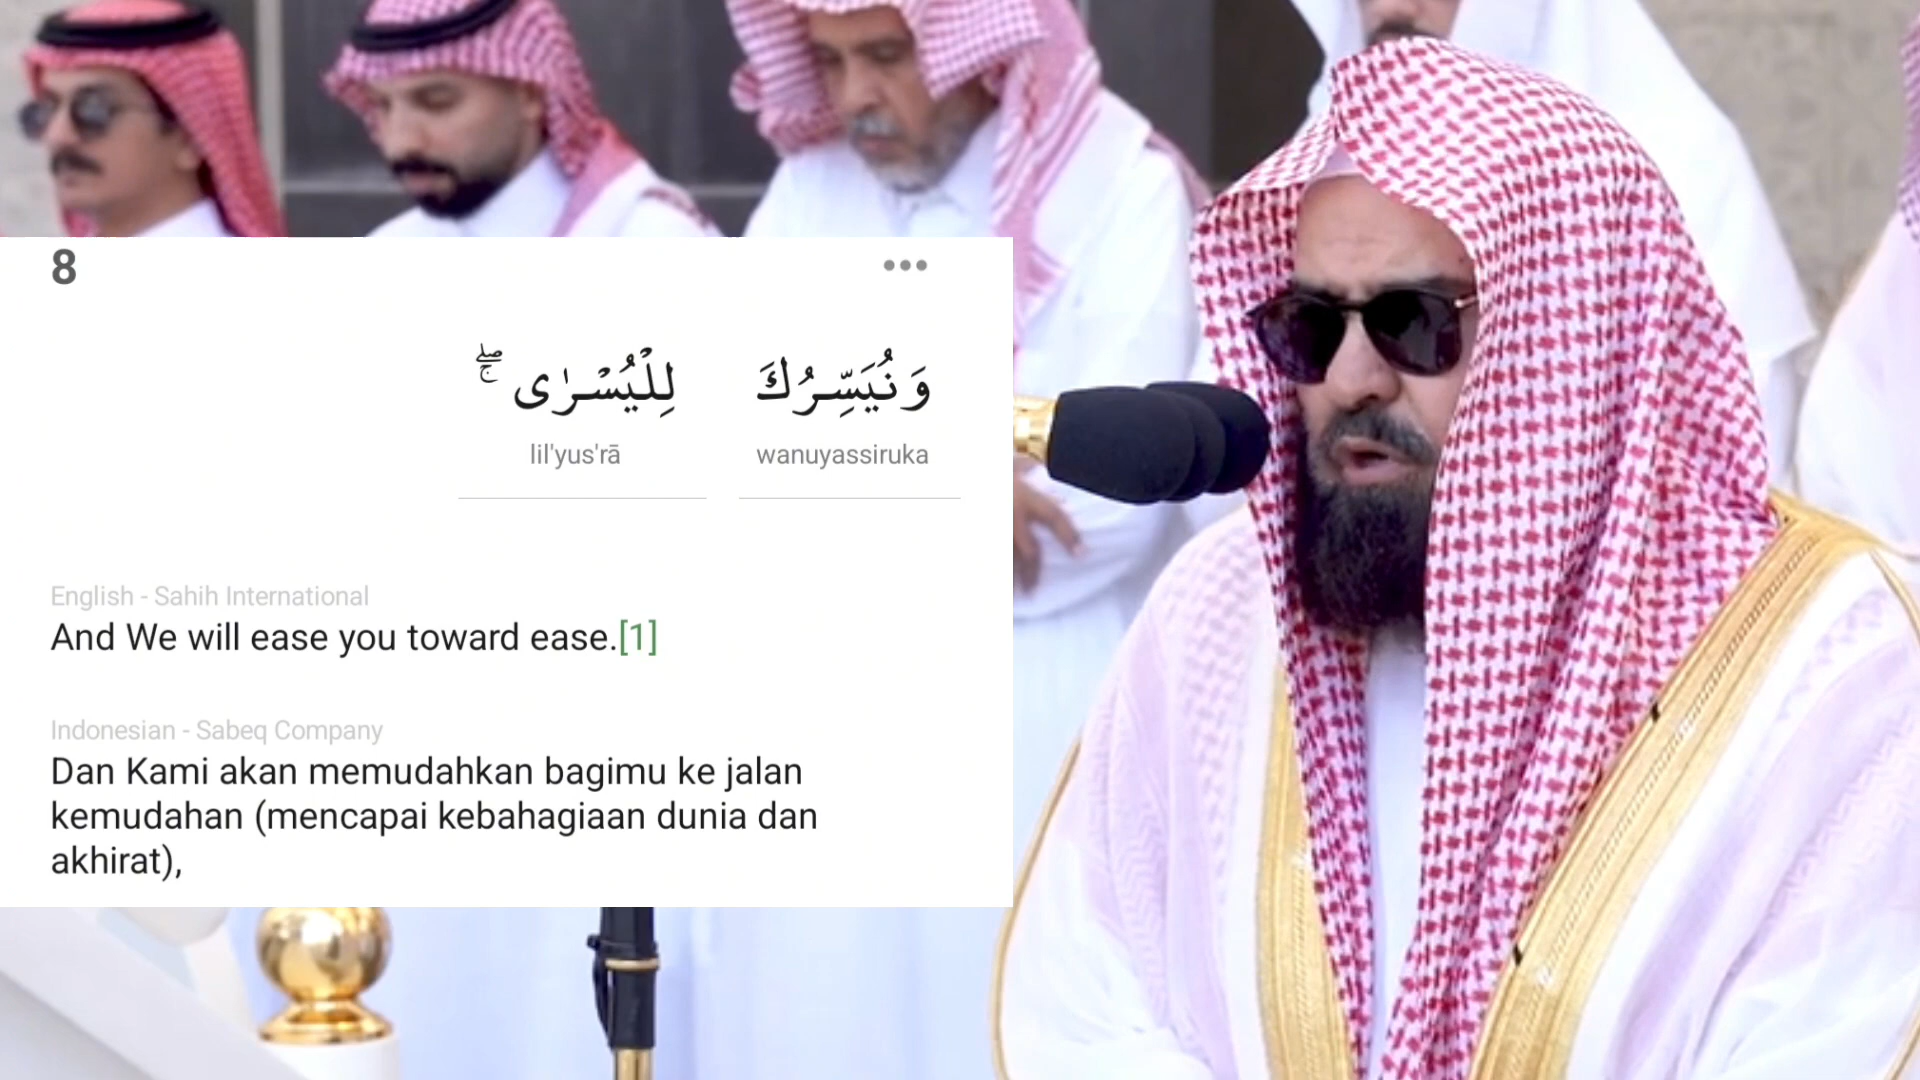 8
وَنُيَسِّرُكَ لِلْيُسْرٰى ۖۚ
wanuyassiruka lil'yus'rā
English - Sahih International
And We will ease you toward ease.[1]
Indonesian - Sabeq Company
Dan Kami akan memudahkan bagimu ke jalan
kemudahan (mencapai kebahagiaan dunia dan
akhirat),